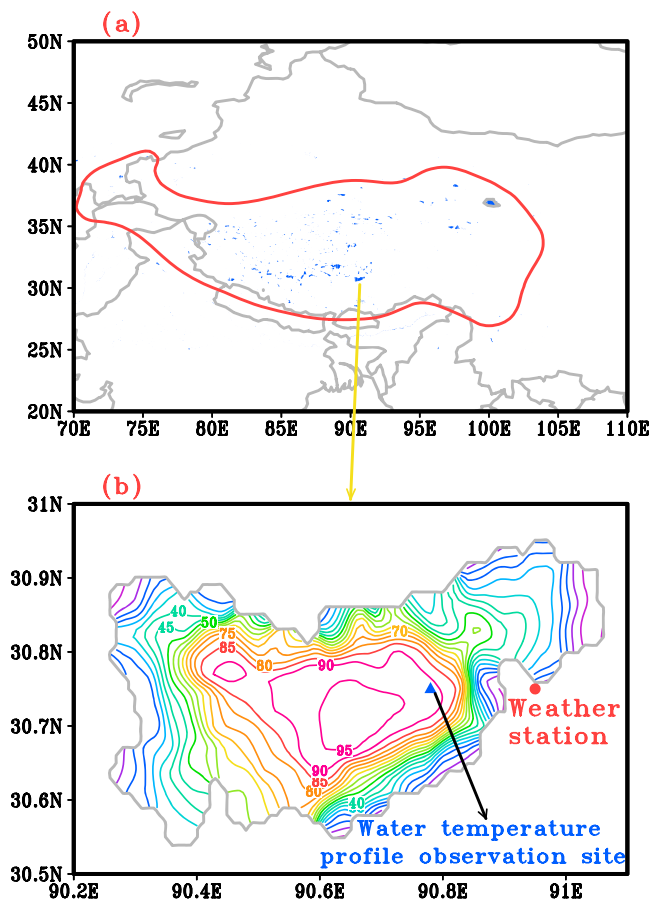 (a)
50N
45N
40N
35N
30N
25N
20N
70E 75E 80E 85E 90E 95E 100E 105E 110E
(b)
31N
30.9N
30.8N
30.7N
30.6N
30.5N
90.2E 90.4E 90.6E 90.8E 91E
40
45
50
75
85
80
90
70
95
90
85
80
40
Weather
station
Water temperature
profile observation site